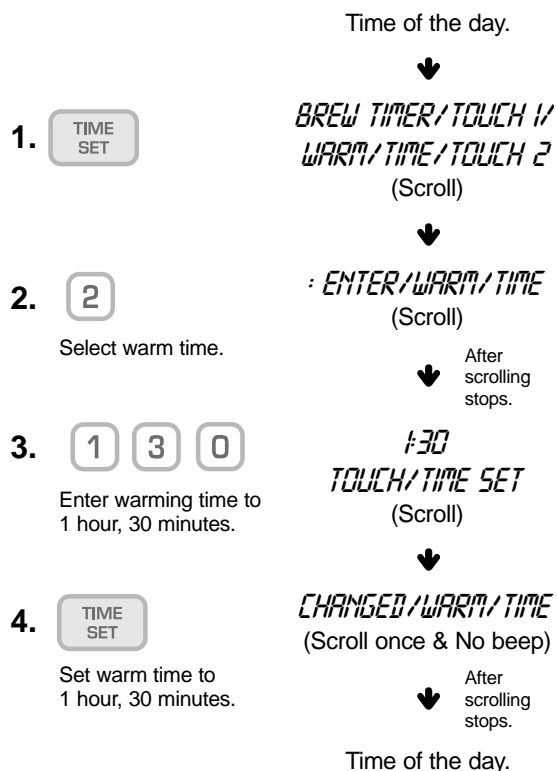 Time of the day.
1. TIME SET
BREW TIMER/TOUCH 1/
WARM/TIME/TOUCH 2
(Scroll)
2. 2
Select warm time.
: ENTER/WARM/TIME
(Scroll)
After
scrolling
stops.
3. 1 3 0
Enter warming time to
1 hour, 30 minutes.
1:30
TOUCH/TIME SET
(Scroll)
4. TIME
SET
Set warm time to
1 hour, 30 minutes.
CHANGED/WARM/TIME
(Scroll once & No beep)
After
scrolling
stops.
Time of the day.